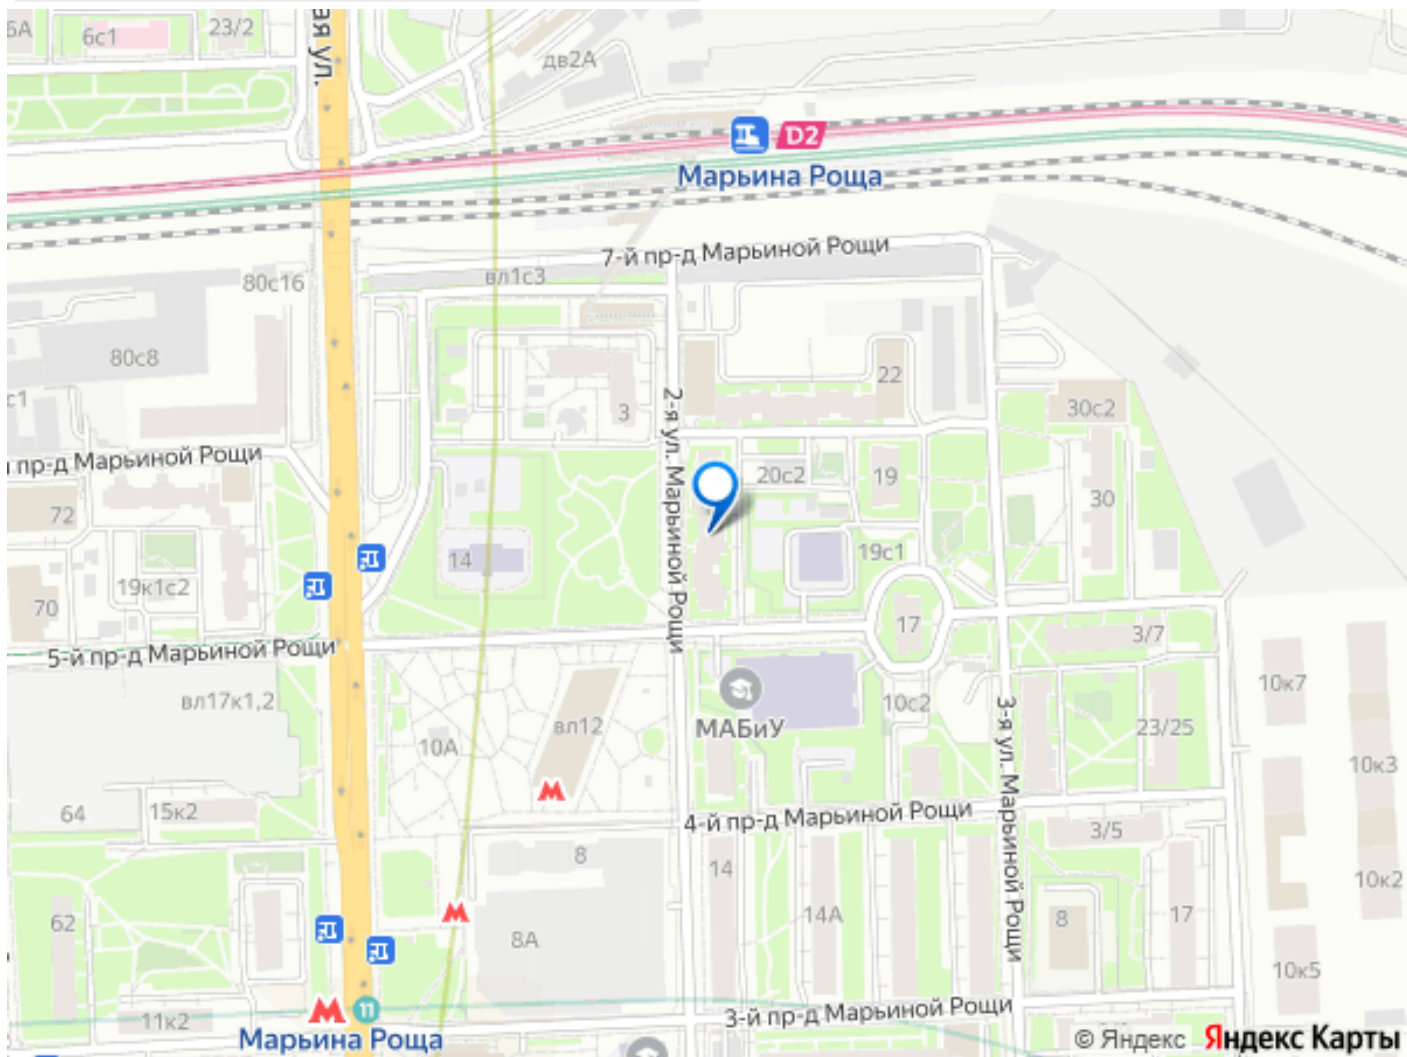 5А
6с1
23/2
ая ул.
дв2А
D2
Марьина Роща
7-й пр-д Марьиной Рощи
вл1с3
80с16
80с8
с1
3
22
30с2
2-я ул. Марьиной Рощи
пр-д Марьиной Рощи
20с2
19
30
72
14
19с1
19к1с2
70
17
3/7
5-й пр-д Марьиной Рощи
10к7
вл17к1,2
МАБиУ
10с2
вл12
10А
23/25
3-я ул. Марьиной Рощи
10к3
64
15к2
4-й пр-д Марьиной Рощи
3/5
8
14
10к2
62
14А
8
17
8А
10к5
11
11к2
Марьина Роща
3-й пр-д Марьиной Рощи
© Яндекс Яндекс Карты